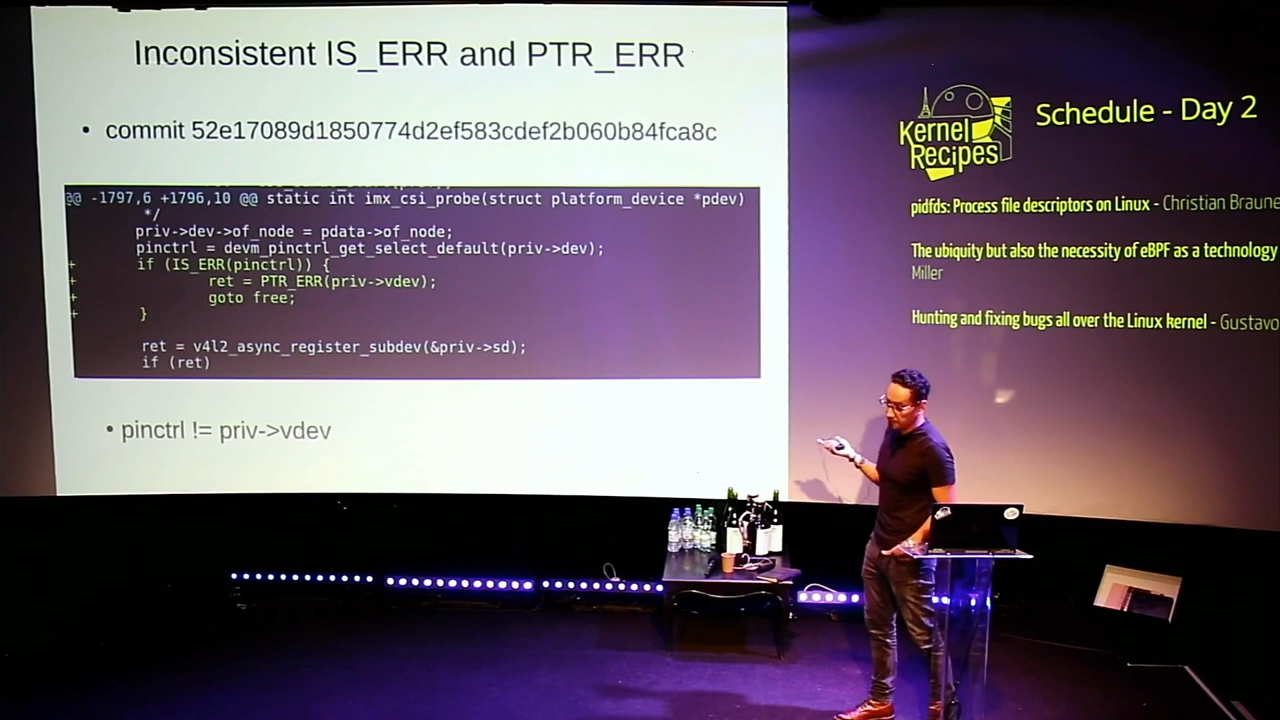 Inconsistent IS_ERR and PTR_ERR
• commit 52e17089d1850774d2ef583cdef2b060b84fca8c
@@ -1797,6 +1796,10 @@ static int imx_csi_probe(struct platform_device *pdev)
*/
priv->dev->of_node = pdata->of_node;
pinctrl = devm_pinctrl_get_select_default(priv->dev);
+ if (IS_ERR(pinctrl)) {
+ ret = PTR_ERR(priv->vdev);
+ goto free;
+ }
ret = v4l2_async_register_subdev(&priv->sd);
if (ret)
• pinctrl != priv->vdev
Kernel
Recipes
Schedule - Day 2
pidfds: Process file descriptors on Linux - Christian Braune
The ubiquity but also the necessity of eBPF as a technology
Miller
Hunting and fixing bugs all over the Linux kernel - Gustavo